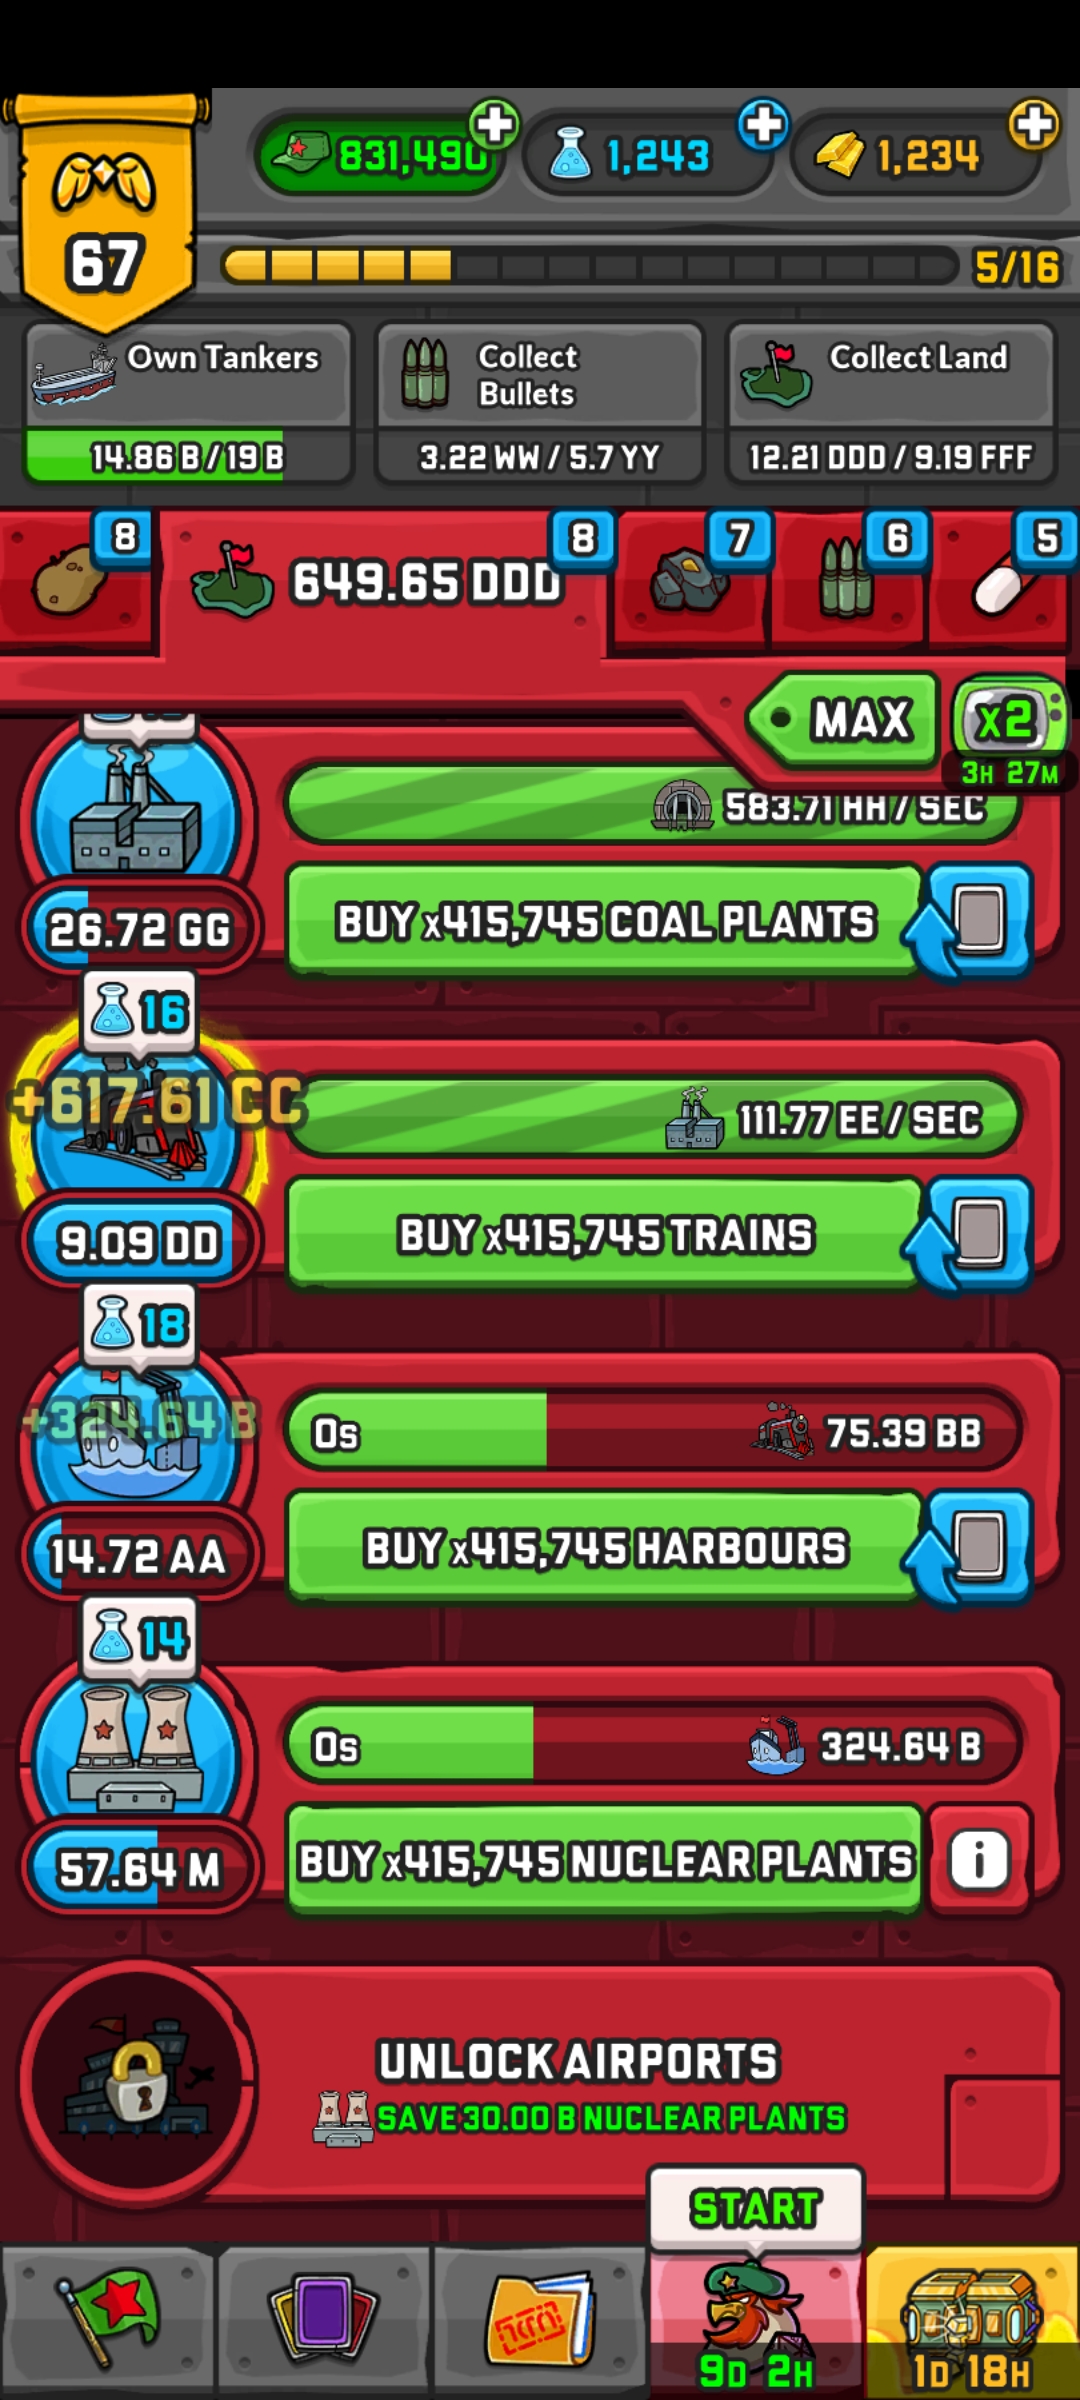 831,490
1,243
1,234
67
5/16
Own Tankers
14.86 B / 19 B
Collect
Bullets
3.22 WW / 5.7 YY
Collect Land
12.21 DDD / 9.19 FFF
8
649.65 DDD
8
7
6
5
MAX
x2
3H 27M
583.71 HH / SEC
26.72 GG
BUY x415,745 COAL PLANTS
16
+617.61 CC
111.77 EE / SEC
9.09 DD
BUY x415,745 TRAINS
18
+324.64 B
0s
75.39 BB
14.72 AA
BUY x415,745 HARBOURS
14
0s
324.64 B
57.64 M
BUY x415,745 NUCLEAR PLANTS
i
UNLOCK AIRPORTS
SAVE 30.00 B NUCLEAR PLANTS
START
9D 2H
1D 18H